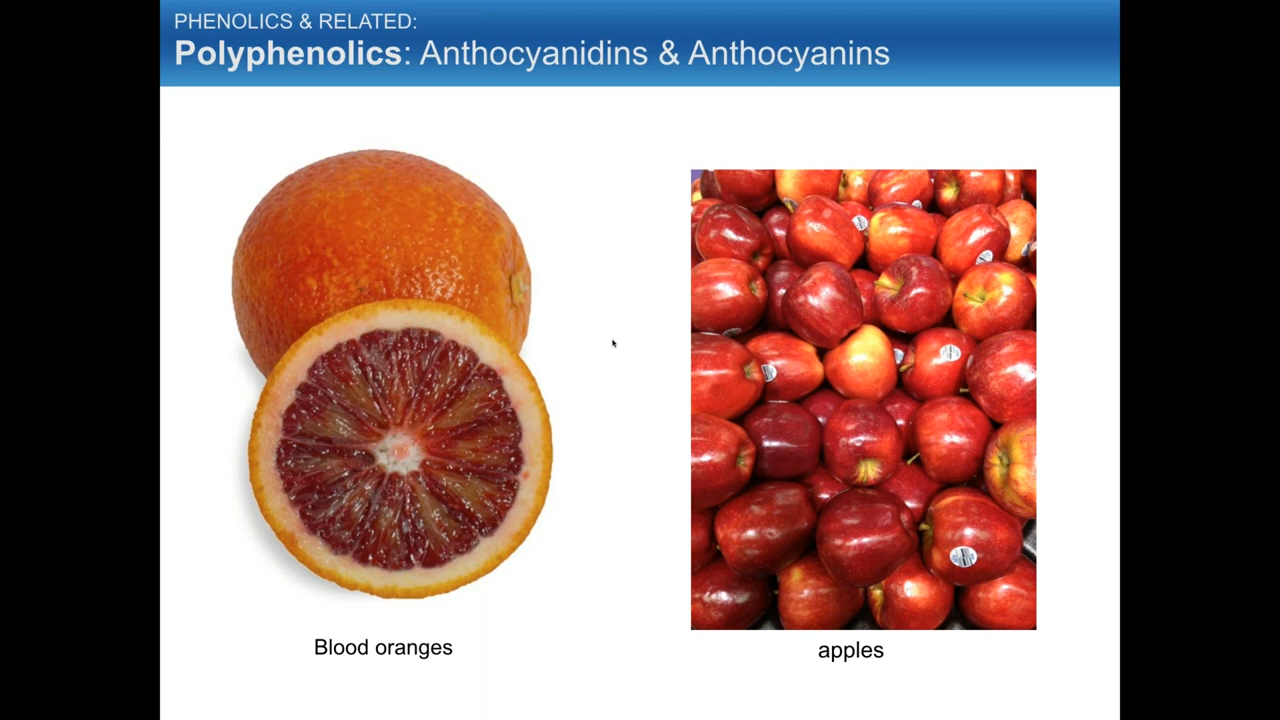 PHENOLICS & RELATED:
Polyphenolics: Anthocyanidins & Anthocyanins
Blood oranges
apples